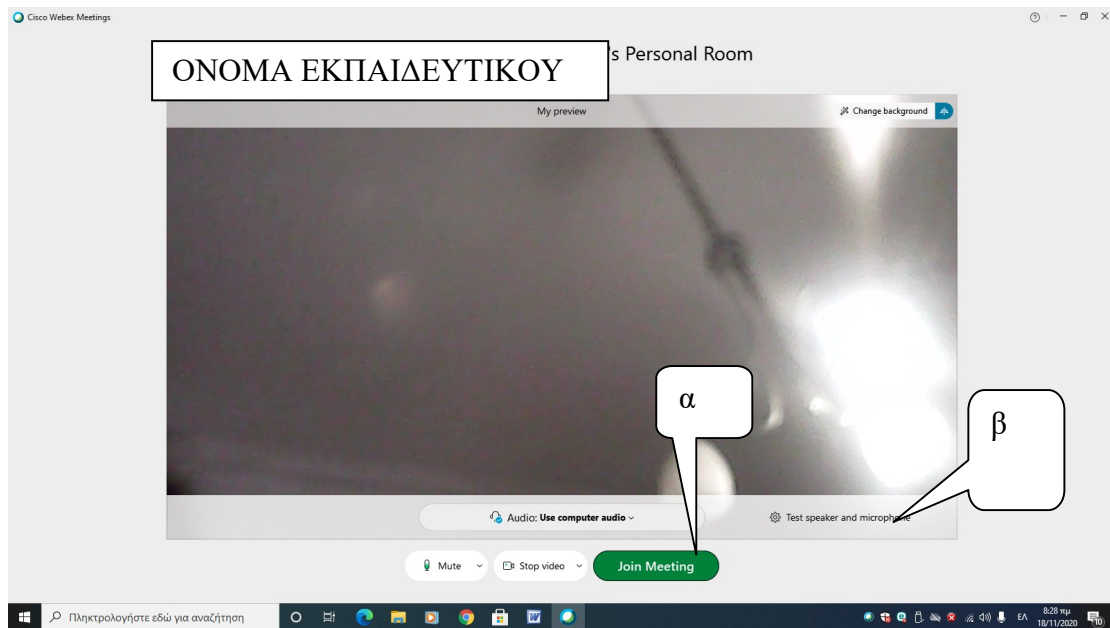 Cisco Webex Meetings
ΟΝΟΜΑ ΕΚΠΑΙΔΕΥΤΙΚΟΥ
's Personal Room
My preview
Change background
α
β
Audio: Use computer audio
Test speaker and microphone
Mute
Stop video
Join Meeting
Πληκτρολογήστε εδώ για αναζήτηση
ΕΛ
8:28 πμ
18/11/2020
10